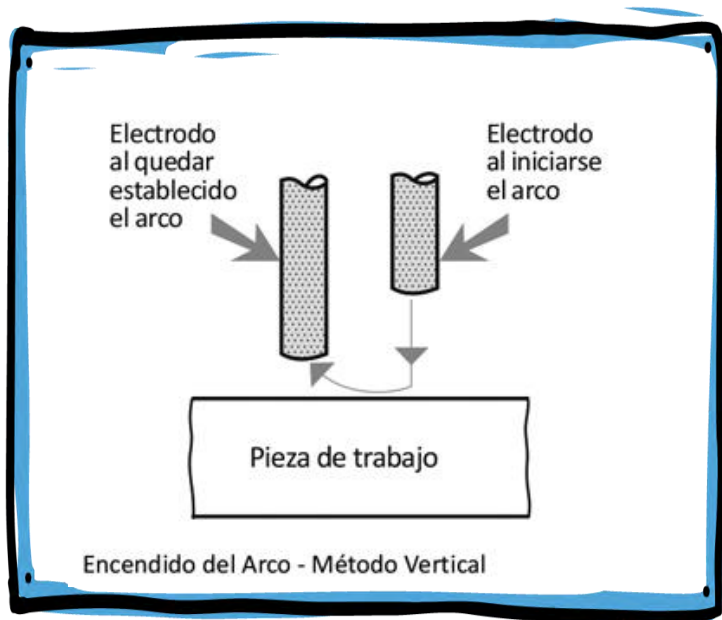 Electrodo
al quedar
establecido
el arco
Electrodo
al iniciarse
el arco
Pieza de trabajo
Encendido del Arco - Método Vertical